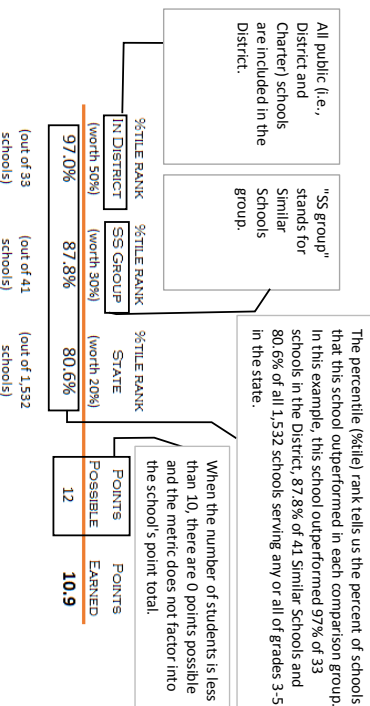 All public (i.e.,
District and
Charter) schools
are included in the
District.
"SS group"
stands for
Similar
Schools
group.
The percentile (%tile) rank tells us the percent of schools
that this school outperformed in each comparison group.
In this example, this school outperformed 97% of 33
schools in the District, 87.8% of 41 Similar Schools and
80.6% of all 1,532 schools serving any or all of grades 3-5
in the state.
When the number of students is less
than 10, there are 0 points possible
and the metric does not factor into
the school's point total.
%TILE RANK %TILE RANK %TILE RANK
IN DISTRICT SS GROUP STATE POINTS POINTS
(worth 50%) (worth 30%) (worth 20%) POSSIBLE EARNED
97.0% 87.8% 80.6% 12 10.9
(out of 33 (out of 41 (out of 1,532
schools) schools) schools)